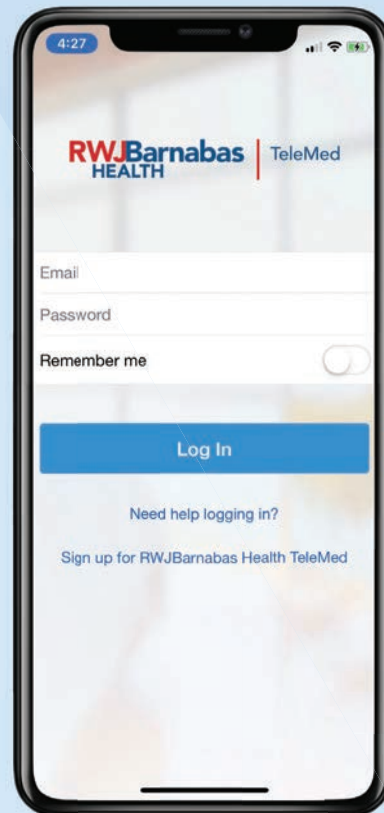 4:27
RWJBarnabas | TeleMed
HEALTH
Email
Password
Remember me
Log In
Need help logging in?
Sign up for RWJBarnabas Health TeleMed